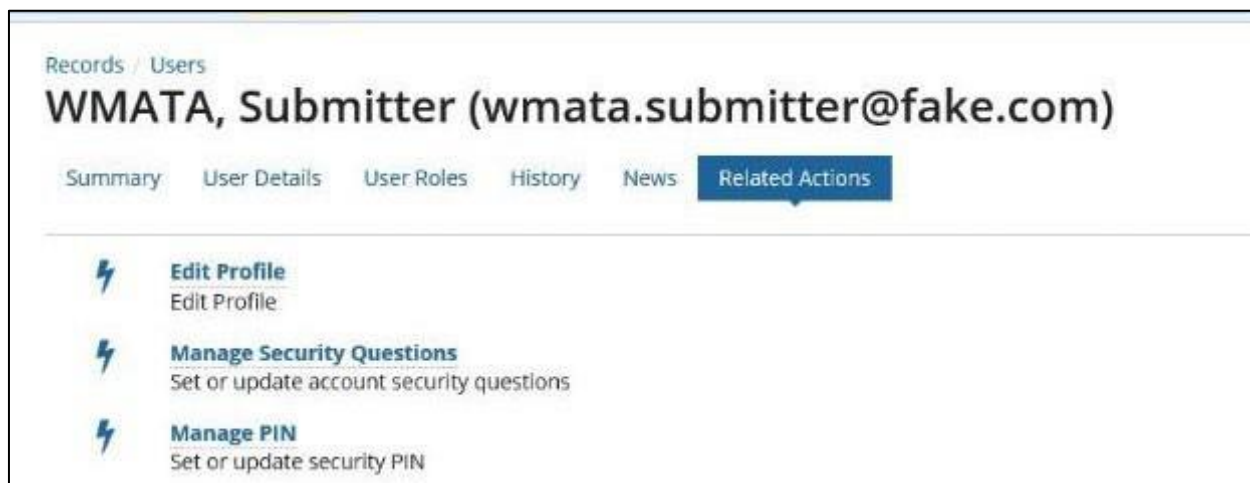 Records / Users
WMATA, Submitter (wmata.submitter@fake.com)
Summary User Details User Roles History News Related Actions
Edit Profile
Edit Profile
Manage Security Questions
Set or update account security questions
Manage PIN
Set or update security PIN